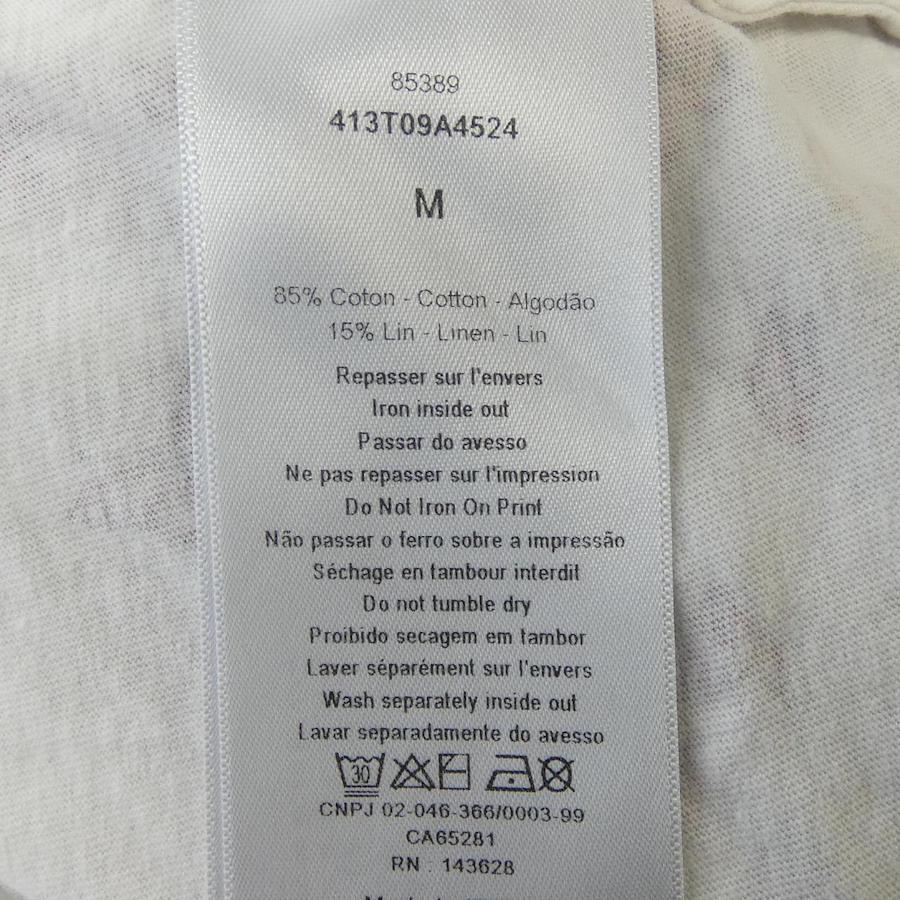 85389
413T09A4524
M
85% Coton - Cotton - Algodão
15% Lin - Linen - Lin
Repasser sur l'envers
Iron inside out
Passar do avesso
Ne pas repasser sur l'impression
Do Not Iron On Print
Não passar o ferro sobre a impressão
Séchage en tambour interdit
Do not tumble dry
Proibido secagem em tambor
Laver séparément sur l'envers
Wash separately inside out
Lavar separadamente do avesso
30
CNPJ 02-046-366/0003-99
CA65281
RN : 143628